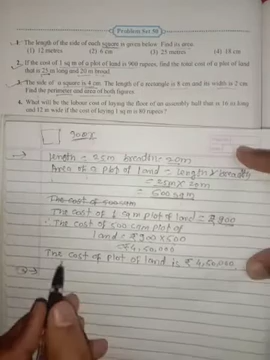 Problem Set 58
1. The length of the side of each square is given below. Find its area.
(1) 12 metres (2) 6 cm (3) 25 metres (4) 18 cm
2. If the cost of 1 sq m of a plot of land is 900 rupees, find the total cost of a plot of land
that is 25 m long and 20 m broad.
3. The side of a square is 4 cm. The length of a rectangle is 8 cm and its width is 2 cm.
Find the perimeter and area of both figures.
4. What will be the labour cost of laying the floor of an assembly hall that is 16 m long
and 12 m wide if the cost of laying 1 sq m is 80 rupees?
length = 25m breadth = 20m
Area of a plot of land = length × breadth
= 25m × 20m
= 500 sqm
The cost of 500 sqm
The cost of 1 sqm plot of land = ₹ 900
∴ The cost of 500 sqm plot of
land = ₹ 900 × 500
= ₹ 4,50,000
The cost of plot of land is ₹ 4,50,000